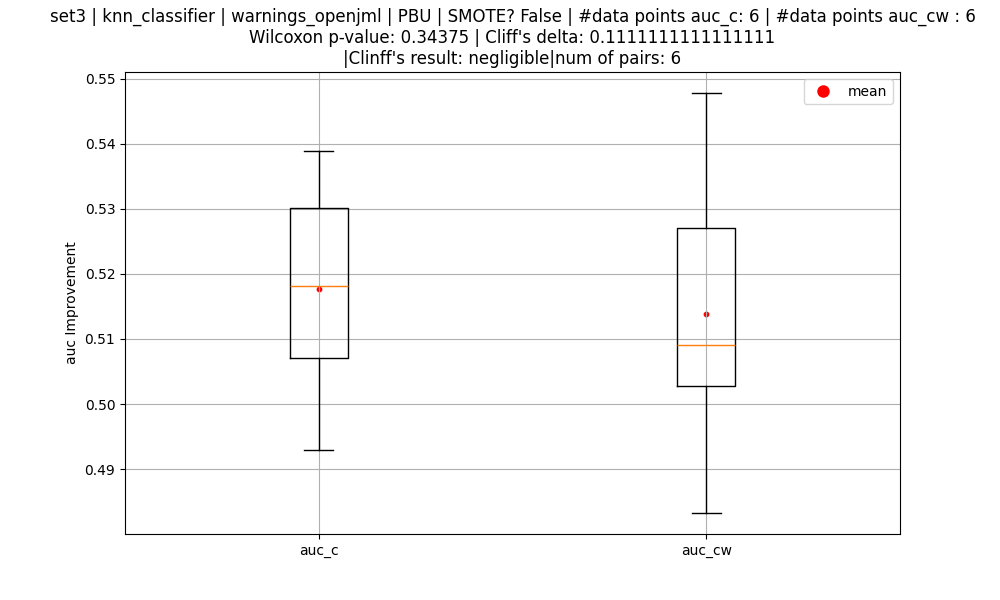 set3 | knn_classifier | warnings_openjml | PBU | SMOTE? False | #data points auc_c: 6 | #data points auc_cw : 6
Wilcoxon p-value: 0.34375 | Cliff's delta: 0.1111111111111111
|Clinff's result: negligible|num of pairs: 6
mean
0.55
0.54
0.53
0.52
0.51
0.50
0.49
auc Improvement
auc_c
auc_cw